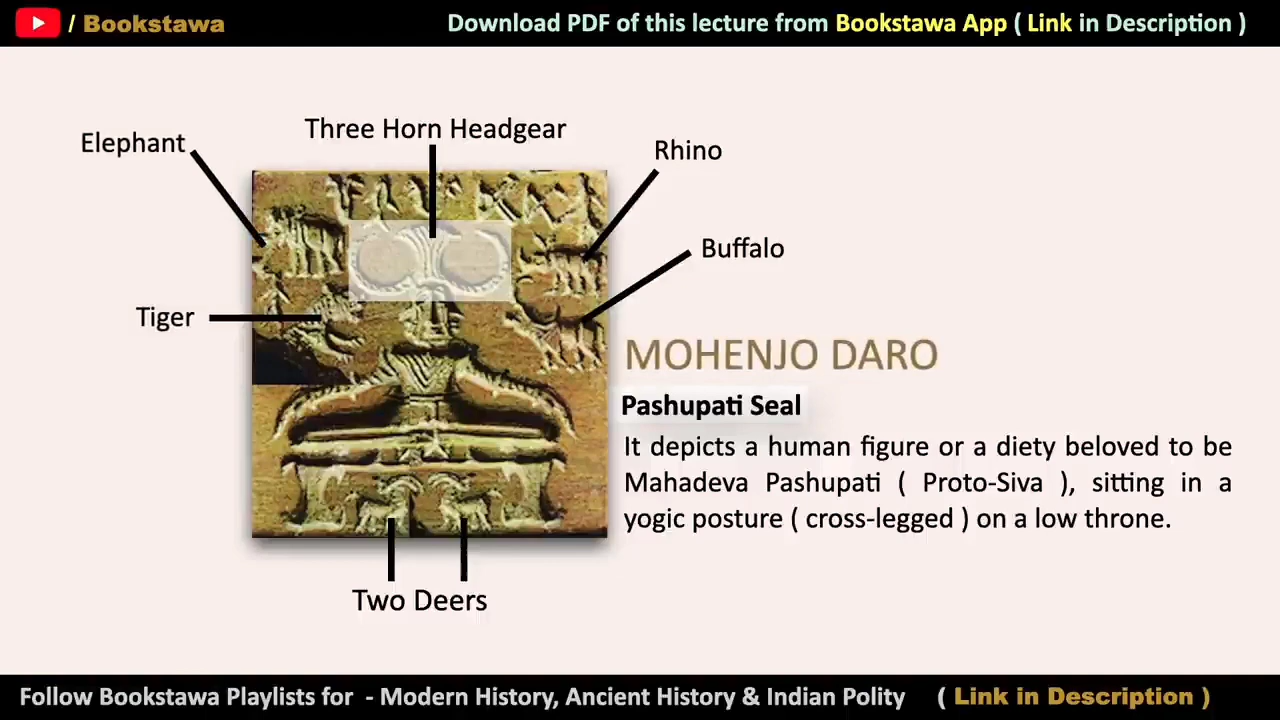 / Bookstawa
Download PDF of this lecture from Bookstawa App ( Link in Description )
Three Horn Headgear
Elephant
Rhino
Buffalo
Tiger
MOHENJO DARO
Pashupati Seal
It depicts a human figure or a diety beloved to be
Mahadeva Pashupati ( Proto-Siva ), sitting in a
yogic posture ( cross-legged ) on a low throne.
Two Deers
Follow Bookstawa Playlists for - Modern History, Ancient History & Indian Polity ( Link in Description )